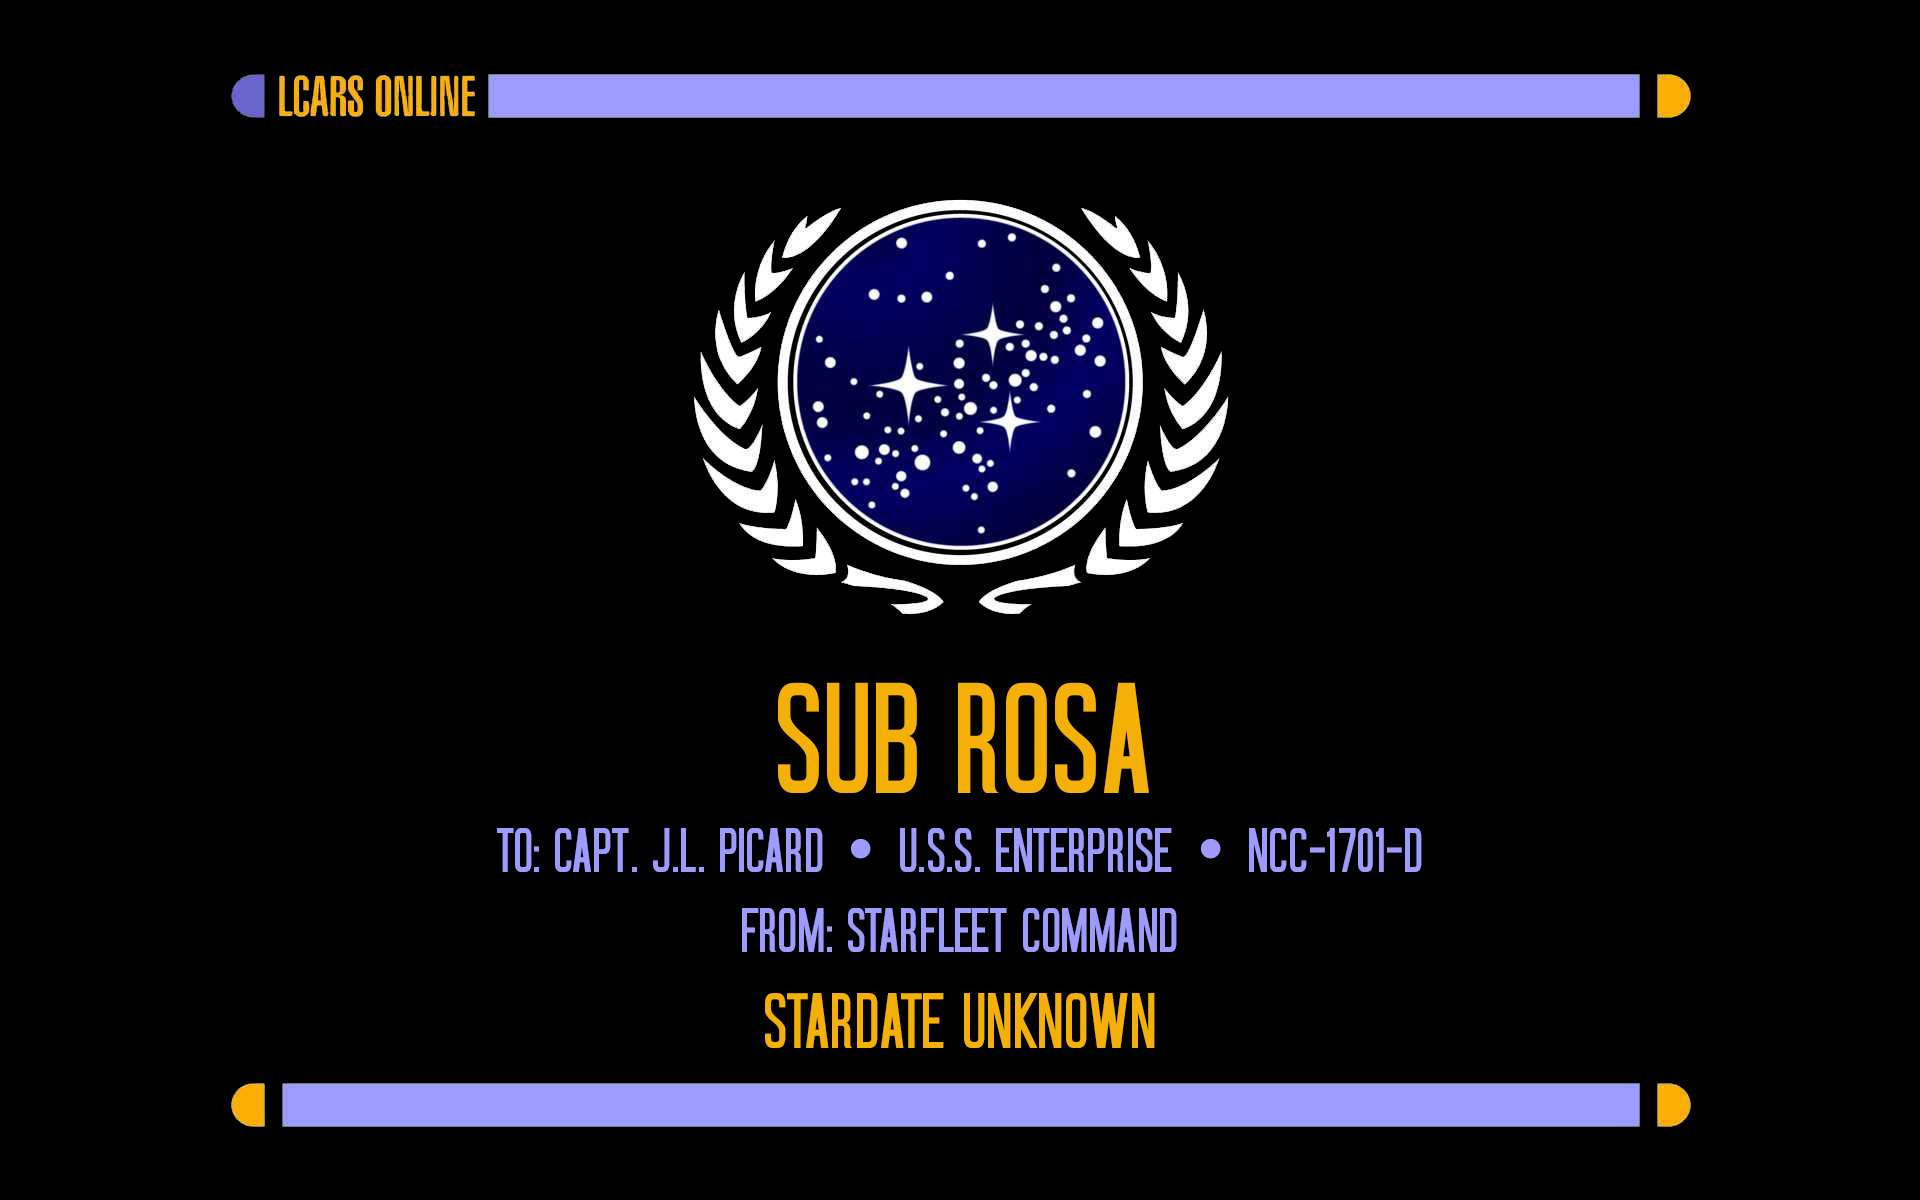 LCARS ONLINE
SUB ROSA
TO: CAPT. J.L. PICARD • U.S.S. ENTERPRISE • NCC-1701-D
FROM: STARFLEET COMMAND
STARDATE UNKNOWN